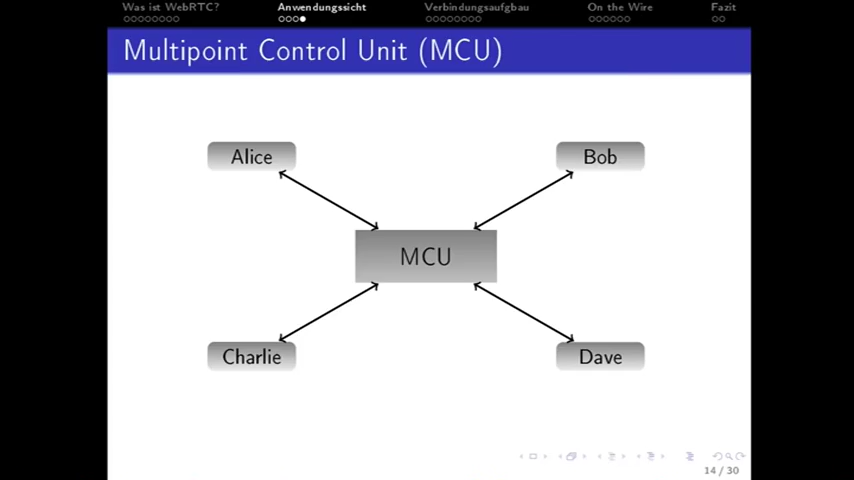 Was ist WebRTC? Anwendungssicht Verbindungsaufgbau On the Wire Fazit
Multipoint Control Unit (MCU)
Alice Bob
MCU
Charlie Dave
14 / 30